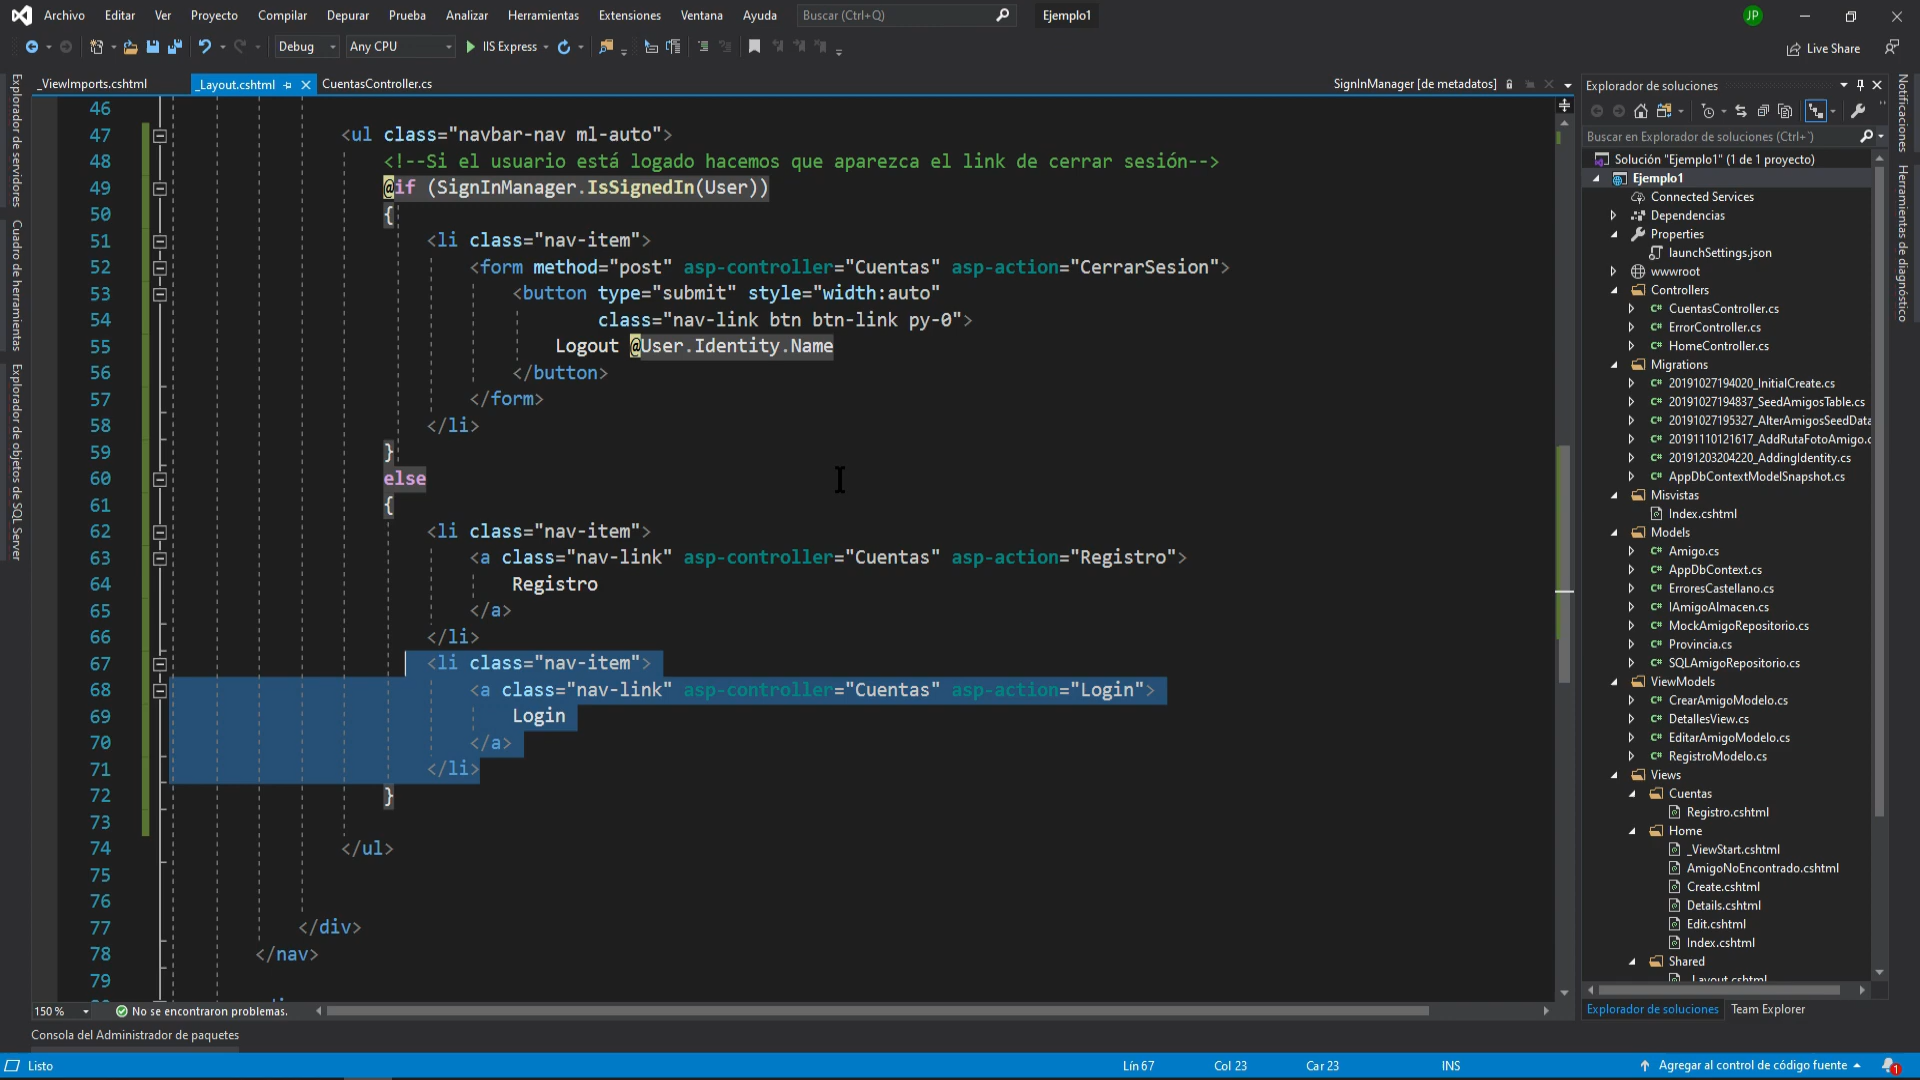 Archivo Editar Ver Proyecto Compilar Depurar Prueba Analizar Herramientas Extensiones Ventana Ayuda Buscar (Ctrl+Q) Ejemplo1 JP
Debug Any CPU IIS Express Live Share
Explorador de servidores
Cuadro de herramientas
Explorador de objetos de SQL Server
_ViewImports.cshtml _Layout.cshtml CuentasController.cs SignInManager [de metadatos]
46
47 <ul class="navbar-nav ml-auto">
48 <!--Si el usuario está logado hacemos que aparezca el link de cerrar sesión-->
49 @if (SignInManager.IsSignedIn(User))
50 {
51 <li class="nav-item">
52 <form method="post" asp-controller="Cuentas" asp-action="CerrarSesion">
53 <button type="submit" style="width:auto"
54 class="nav-link btn btn-link py-0">
55 Logout @User.Identity.Name
56 </button>
57 </form>
58 </li>
59 }
60 else
61 {
62 <li class="nav-item">
63 <a class="nav-link" asp-controller="Cuentas" asp-action="Registro">
64 Registro
65 </a>
66 </li>
67 <li class="nav-item">
68 <a class="nav-link" asp-controller="Cuentas" asp-action="Login">
69 Login
70 </a>
71 </li>
72 }
73
74 </ul>
75
76
77 </div>
78 </nav>
79
150 % No se encontraron problemas.
Consola del Administrador de paquetes
Explorador de soluciones
Buscar en Explorador de soluciones (Ctrl+`)
Solución "Ejemplo1" (1 de 1 proyecto)
Ejemplo1
Connected Services
Dependencias
Properties
launchSettings.json
wwwroot
Controllers
C# CuentasController.cs
C# ErrorController.cs
C# HomeController.cs
Migrations
C# 20191027194020_InitialCreate.cs
C# 20191027194837_SeedAmigosTable.cs
C# 20191027195327_AlterAmigosSeedData
C# 20191110121617_AddRutaFotoAmigo.c
C# 20191203204220_AddingIdentity.cs
C# AppDbContextModelSnapshot.cs
Misvistas
Index.cshtml
Models
C# Amigo.cs
C# AppDbContext.cs
C# ErroresCastellano.cs
C# IAmigoAlmacen.cs
C# MockAmigoRepositorio.cs
C# Provincia.cs
C# SQLAmigoRepositorio.cs
ViewModels
C# CrearAmigoModelo.cs
C# DetallesView.cs
C# EditarAmigoModelo.cs
C# RegistroModelo.cs
Views
Cuentas
Registro.cshtml
Home
_ViewStart.cshtml
AmigoNoEncontrado.cshtml
Create.cshtml
Details.cshtml
Edit.cshtml
Index.cshtml
Shared
_Layout.cshtml
Explorador de soluciones Team Explorer
Notificaciones
Herramientas de diagnóstico
Listo Lín 67 Col 23 Car 23 INS Agregar al control de código fuente 1